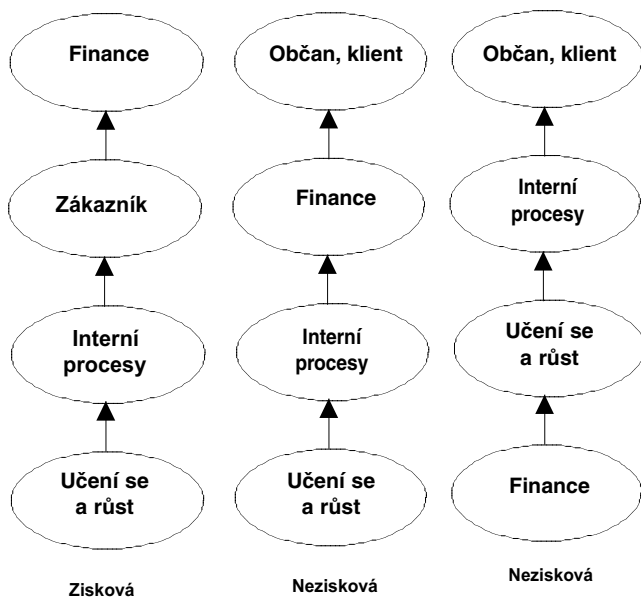 Finance
Zákazník
Interní
procesy
Učení se
a růst
Zisková
Občan, klient
Finance
Interní
procesy
Učení se
a růst
Nezisková
Občan, klient
Interní
procesy
Učení se
a růst
Finance
Nezisková